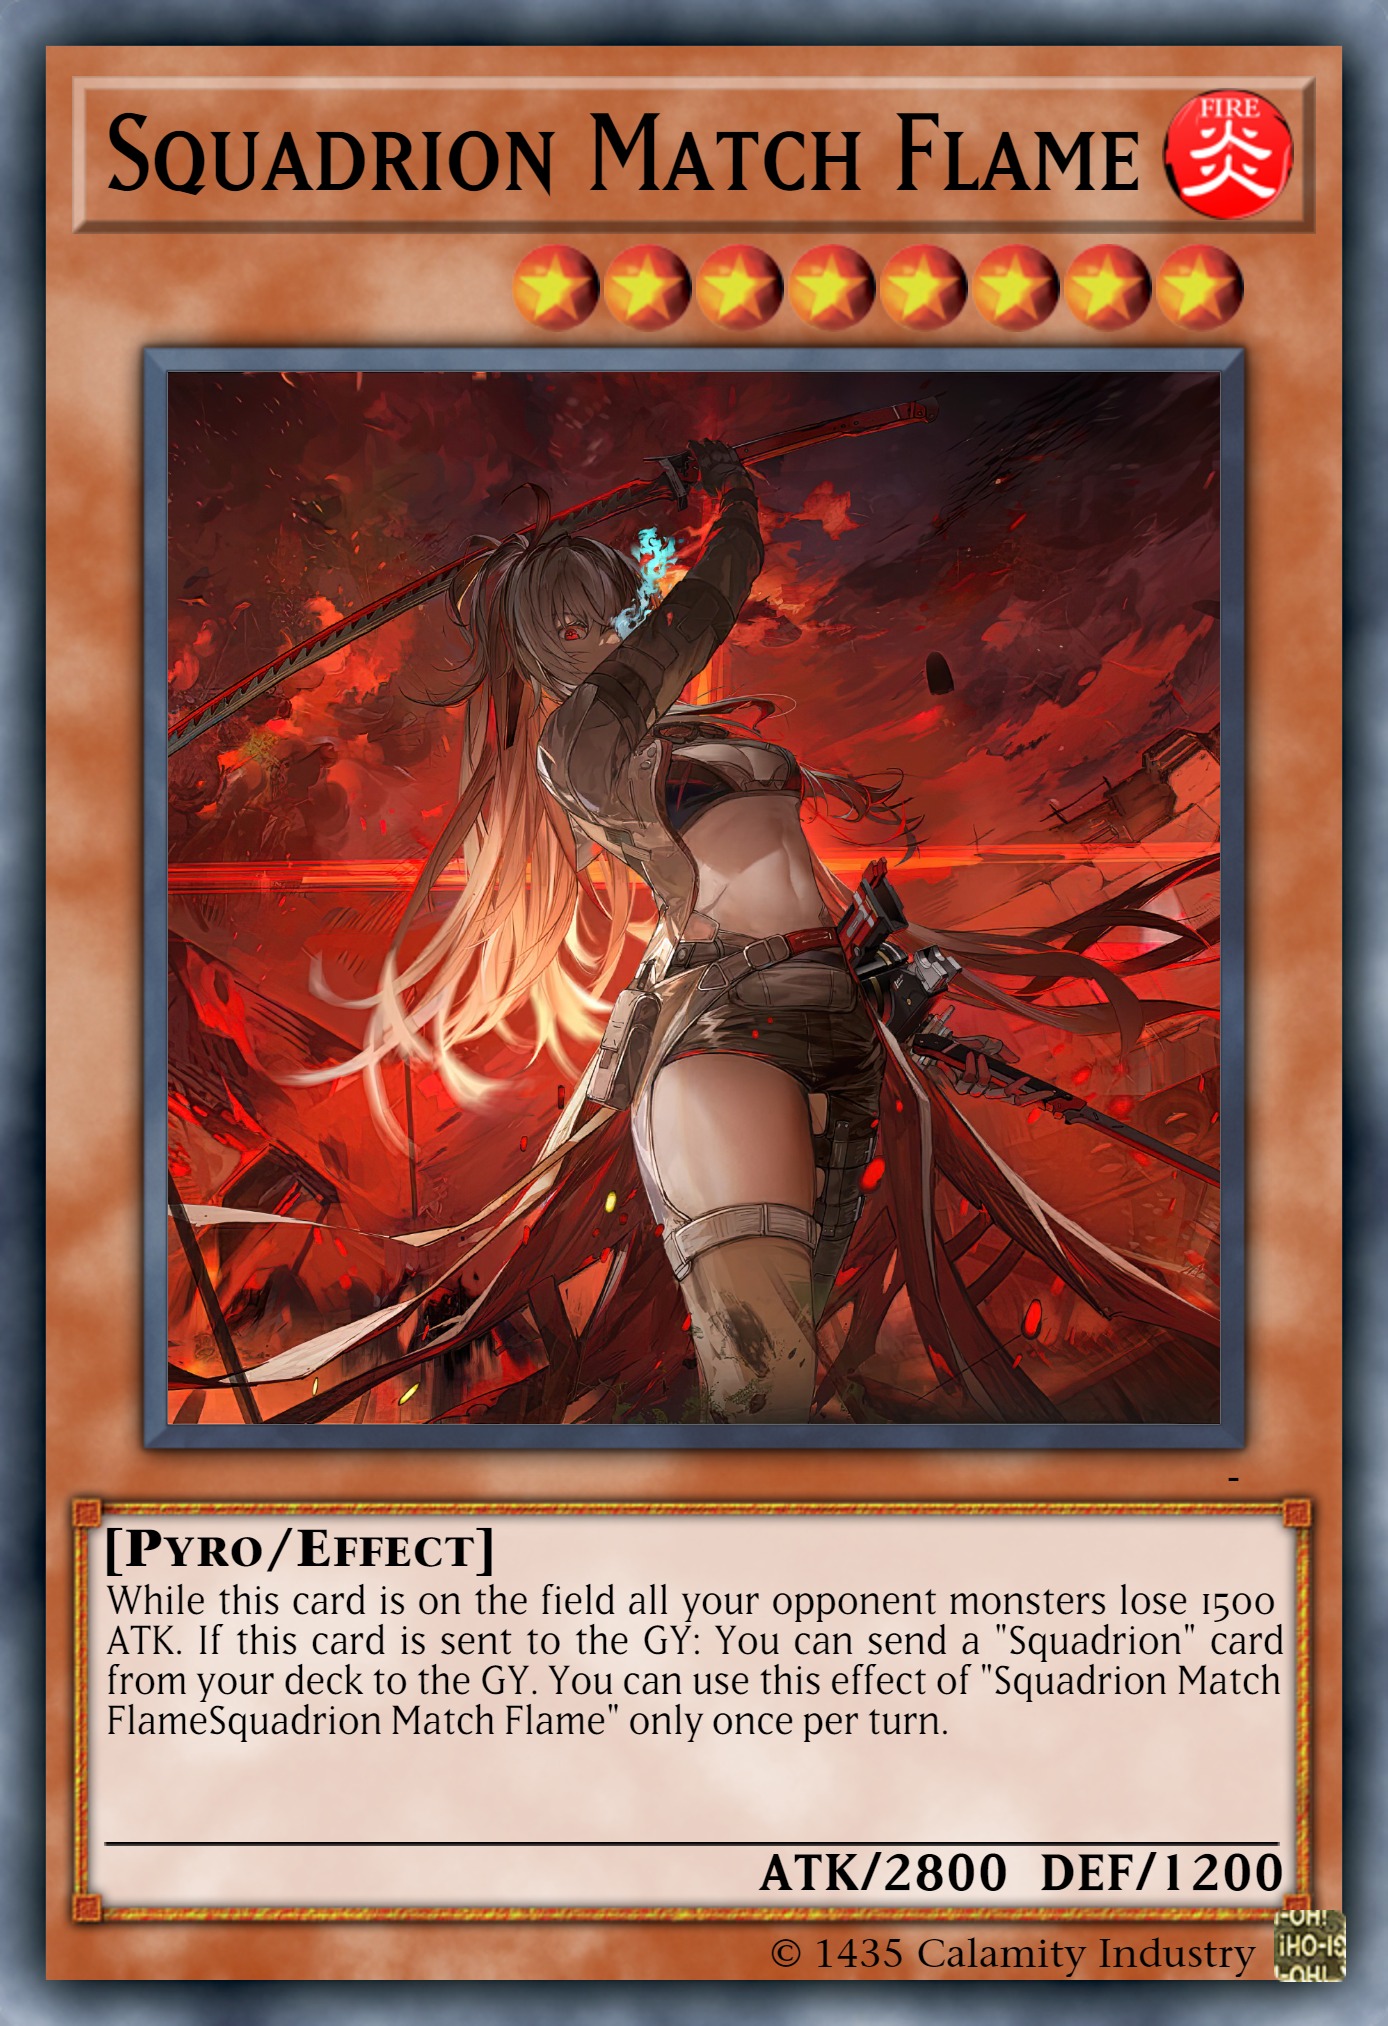 Squadrion Match Flame
FIRE
炎
-
[Pyro/Effect]
While this card is on the field all your opponent monsters lose 1500
ATK. If this card is sent to the GY: You can send a "Squadrion" card
from your deck to the GY. You can use this effect of "Squadrion Match
FlameSquadrion Match Flame" only once per turn.
ATK/2800 DEF/1200
© 1435 Calamity Industry
-OH!